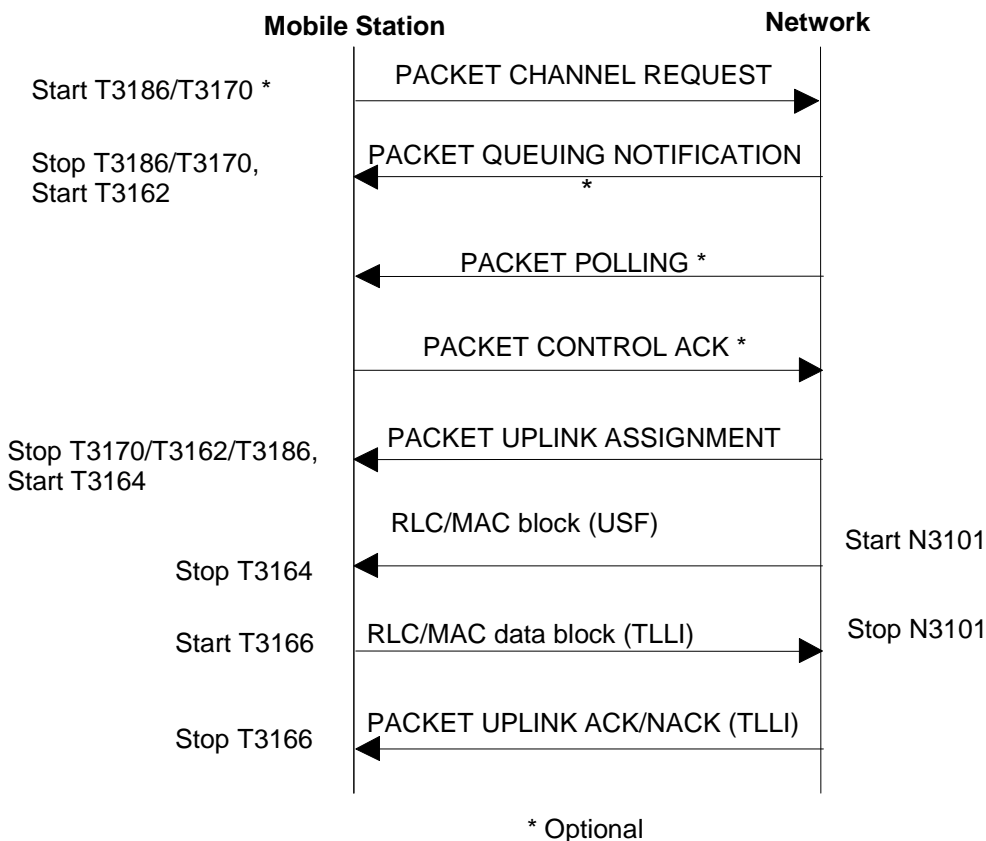 Mobile Station
Network
PACKET CHANNEL REQUEST
Start T3186/T3170 *
PACKET QUEUING NOTIFICATION
*
Stop T3186/T3170,
Start T3162
PACKET POLLING *
PACKET CONTROL ACK *
PACKET UPLINK ASSIGNMENT
Stop T3170/T3162/T3186,
Start T3164
RLC/MAC block (USF)
Start N3101
Stop T3164
RLC/MAC data block (TLLI)
Stop N3101
Start T3166
PACKET UPLINK ACK/NACK (TLLI)
Stop T3166
* Optional